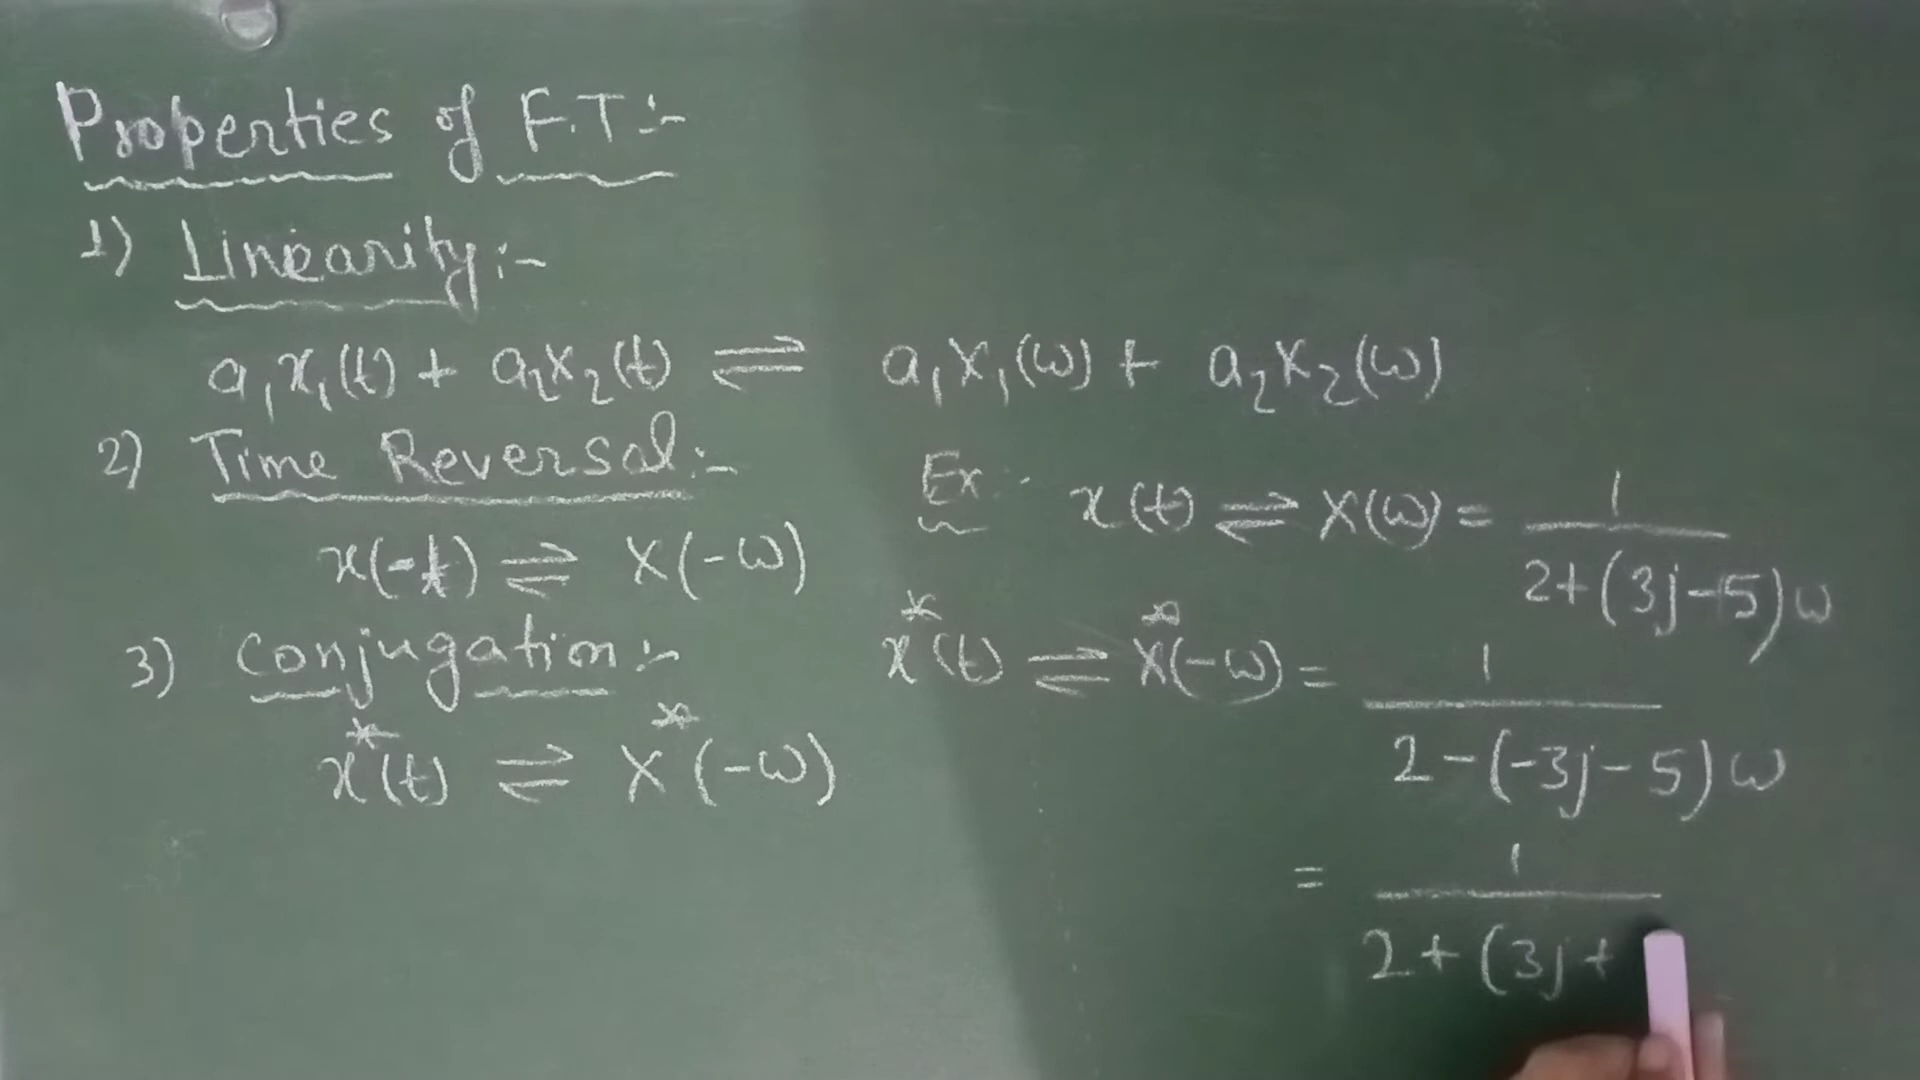 Properties of F.T:-
1) Linearity:-
a₁x₁(t) + a₂x₂(t) ⇌ a₁X₁(ω) + a₂X₂(ω)
2) Time Reversal:-
x(-t) ⇌ X(-ω)
3) Conjugation:-
x*(t) ⇌ X*(-ω)
Ex:- x(t) ⇌ X(ω) = 1/(2+(3j-5)ω)
x*(t) ⇌ X*(-ω) = 1/(2-(-3j-5)ω)
= 1/(2+(3j+